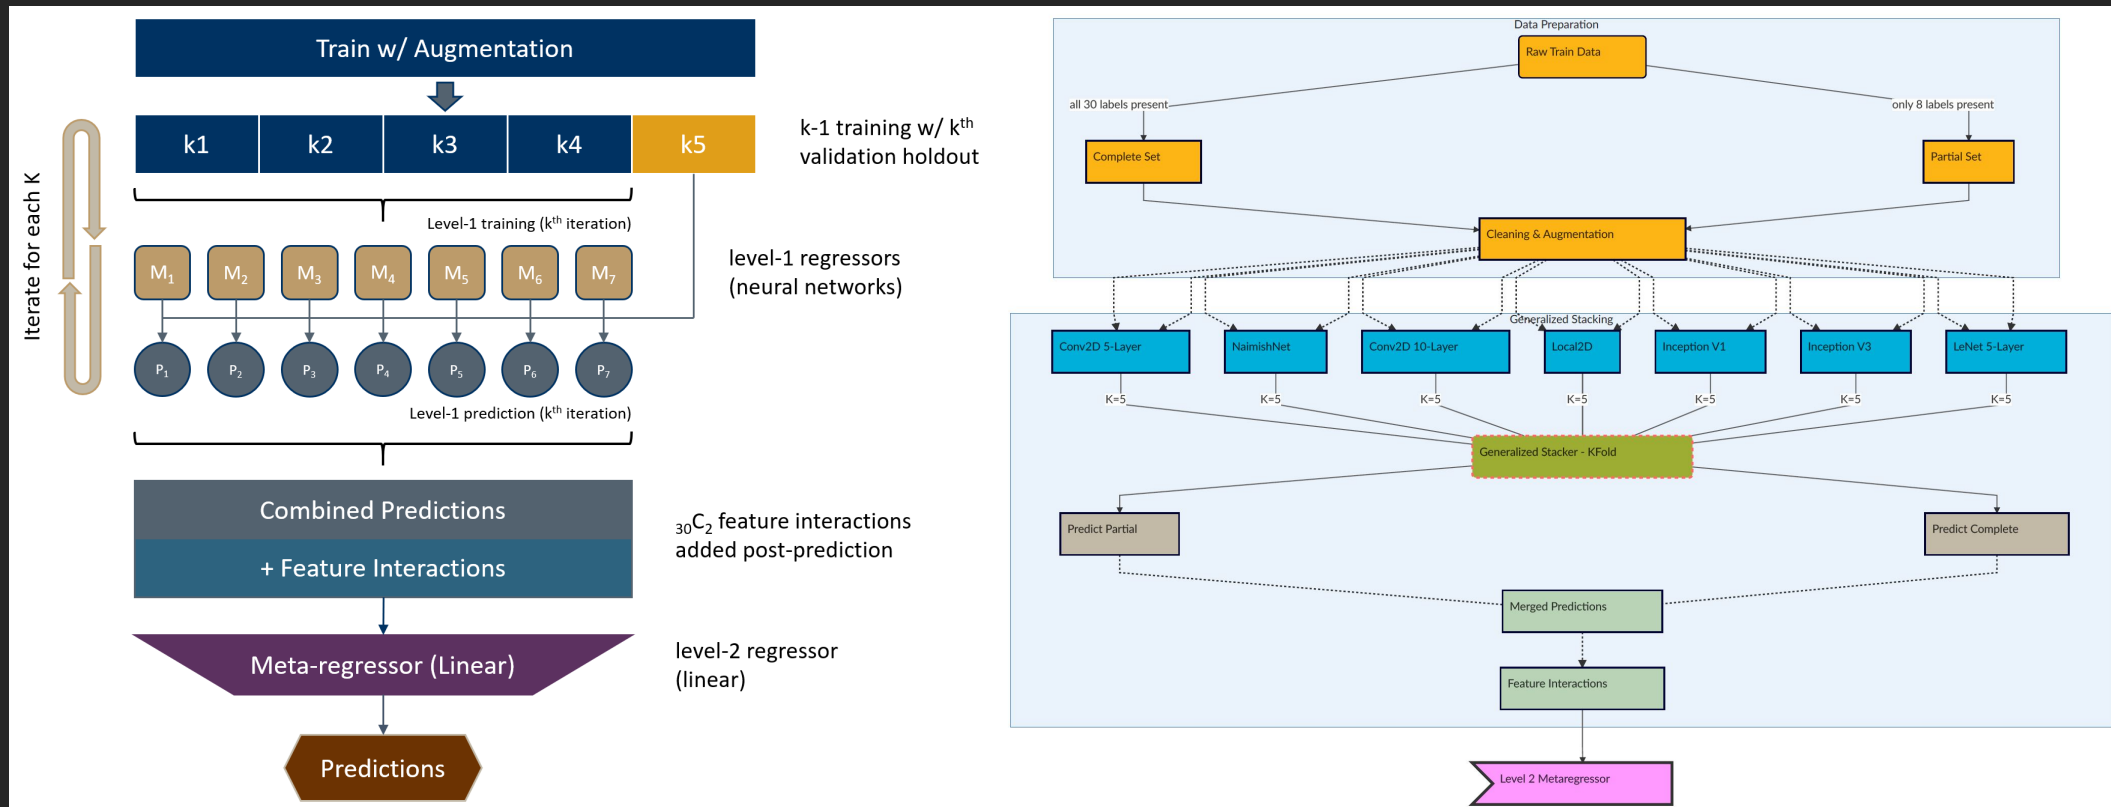 Train w/ Augmentation
k1
k2
k3
k4
k5
k-1 training w/ kth
validation holdout
Iterate for each K
Level-1 training (kth iteration)
M1
M2
M3
M4
M5
M6
M7
level-1 regressors
(neural networks)
P1
P2
P3
P4
P5
P6
P7
Level-1 prediction (kth iteration)
Combined Predictions
+ Feature Interactions
30C2 feature interactions
added post-prediction
Meta-regressor (Linear)
level-2 regressor
(linear)
Predictions
Data Preparation
Raw Train Data
all 30 labels present
only 8 labels present
Complete Set
Partial Set
Cleaning & Augmentation
Generalized Stacking
Conv2D 5-Layer
NaimishNet
Conv2D 10-Layer
Local2D
Inception V1
Inception V3
LeNet 5-Layer
K=5
K=5
K=5
K=5
K=5
K=5
K=5
Generalized Stacker - KFold
Predict Partial
Predict Complete
Merged Predictions
Feature Interactions
Level 2 Metaregressor